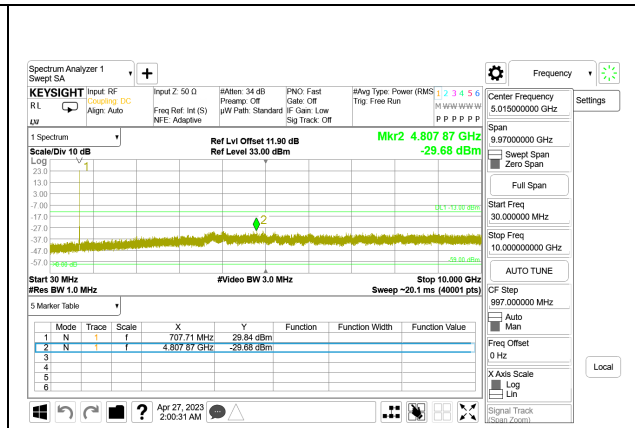 Spectrum Analyzer 1
Swept SA
+
Frequency
KEYSIGHT
RL
Input: RF
Coupling: DC
Align: Auto
Input Z: 50 Ω
Freq Ref: Int (S)
NFE: Adaptive
#Atten: 34 dB
Preamp: Off
µW Path: Standard
PNO: Fast
Gate: Off
IF Gain: Low
Sig Track: Off
#Avg Type: Power (RMS
Trig: Free Run
1 2 3 4 5 6
M W W W W W
P P P P P P
Center Frequency
5.015000000 GHz
Settings
Span
9.97000000 GHz
Swept Span
Zero Span
Full Span
Start Freq
30.000000 MHz
Stop Freq
10.000000000 GHz
AUTO TUNE
CF Step
997.000000 MHz
Auto
Man
Freq Offset
0 Hz
X Axis Scale
Log
Lin
Signal Track
(Span Zoom)
Local
1 Spectrum
Scale/Div 10 dB
Log
Ref Lvl Offset 11.90 dB
Ref Level 33.00 dBm
Mkr2 4.807 87 GHz
-29.68 dBm
1
2
23.0
13.0
3.00
-7.00
-17.0
-27.0
-37.0
-47.0
-57.0
DL1 -13.00 dBm
Start 30 MHz
#Res BW 1.0 MHz
#Video BW 3.0 MHz
Stop 10.000 GHz
Sweep ~20.1 ms (40001 pts)
5 Marker Table
Mode Trace Scale X Y Function Function Width Function Value
1 N 1 f 707.71 MHz 29.84 dBm
2 N 1 f 4.807 87 GHz -29.68 dBm
3
4
5
6
?
Apr 27, 2023
2:00:31 AM